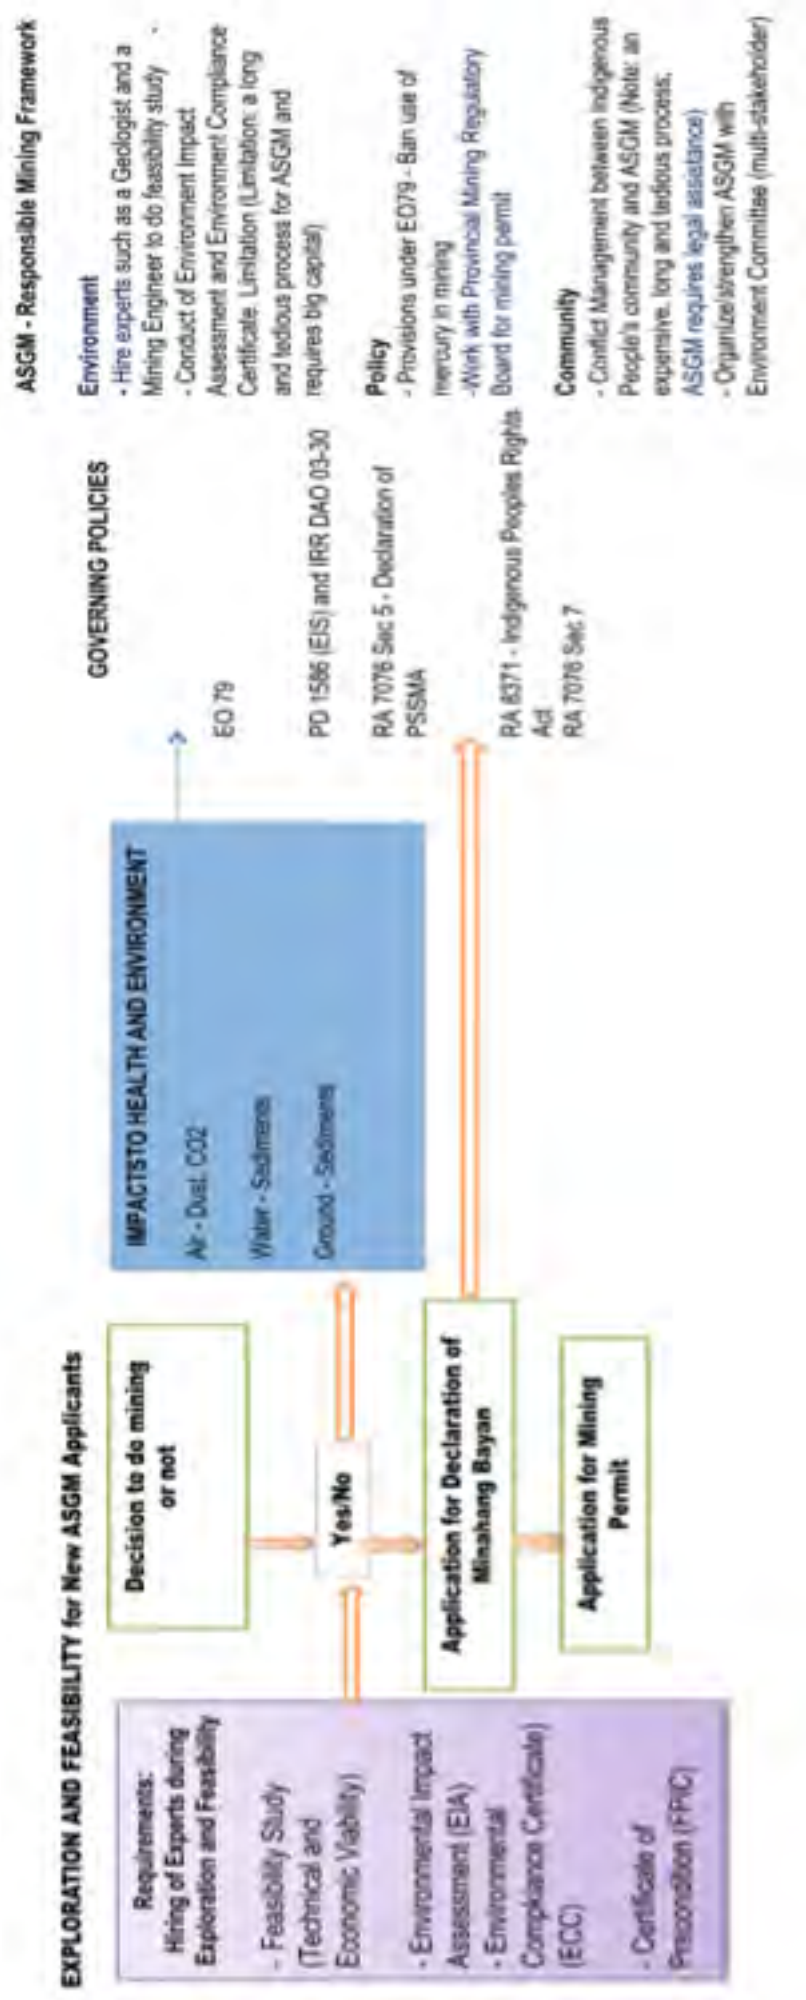 EXPLORATION AND FEASIBILITY for New ASGM Applicants
Requirements:
Hiring of Experts during
Exploration and Feasibility
- Feasibility Study
(Technical and
Economic Viability)
- Environmental Impact
Assessment (EIA)
- Environmental
Compkiance Certificate)
(ECC)
- Certificate of
Precondition (FPIC)
Decision to do mining
or not
Yes/No
Application for Declaration of
Minahang Bayan
Application for Mining
Permit
IMPACTSTO HEALTH AND ENVIRONMENT
Air - Dust, CO2
Water - Sediments
Ground - Sediments
GOVERNING POLICIES
EO 79
PD 1586 (EIS) and IRR DAO 03-30
RA 7076 Sec 5 - Declaration of
PSSMA
RA 8371 - Indigenous Peoples Rights
Act
RA 7076 Sec 7
ASGM - Responsible Mining Framework
Environment
- Hire experts such as a Geologist and a
Mining Engineer to do feasibility study -
- Conduct of Environment Impact
Assessment and Environment Compliance
Certificate. Limitation (Limitation: a long
and tedious process for ASGM and
requires big capital)
Policy
- Provisions under EO79 - Ban use of
mercury in mining
-Work with Provincial Mining Regulatory
Board for mining permit
Community
- Conflict Management between Indigenous
People's community and ASGM (Note: an
expensive, long and tedious process;
ASGM requires legal assistance)
- Organize/strengthen ASGM with
Environment Committee (multi-stakeholder)